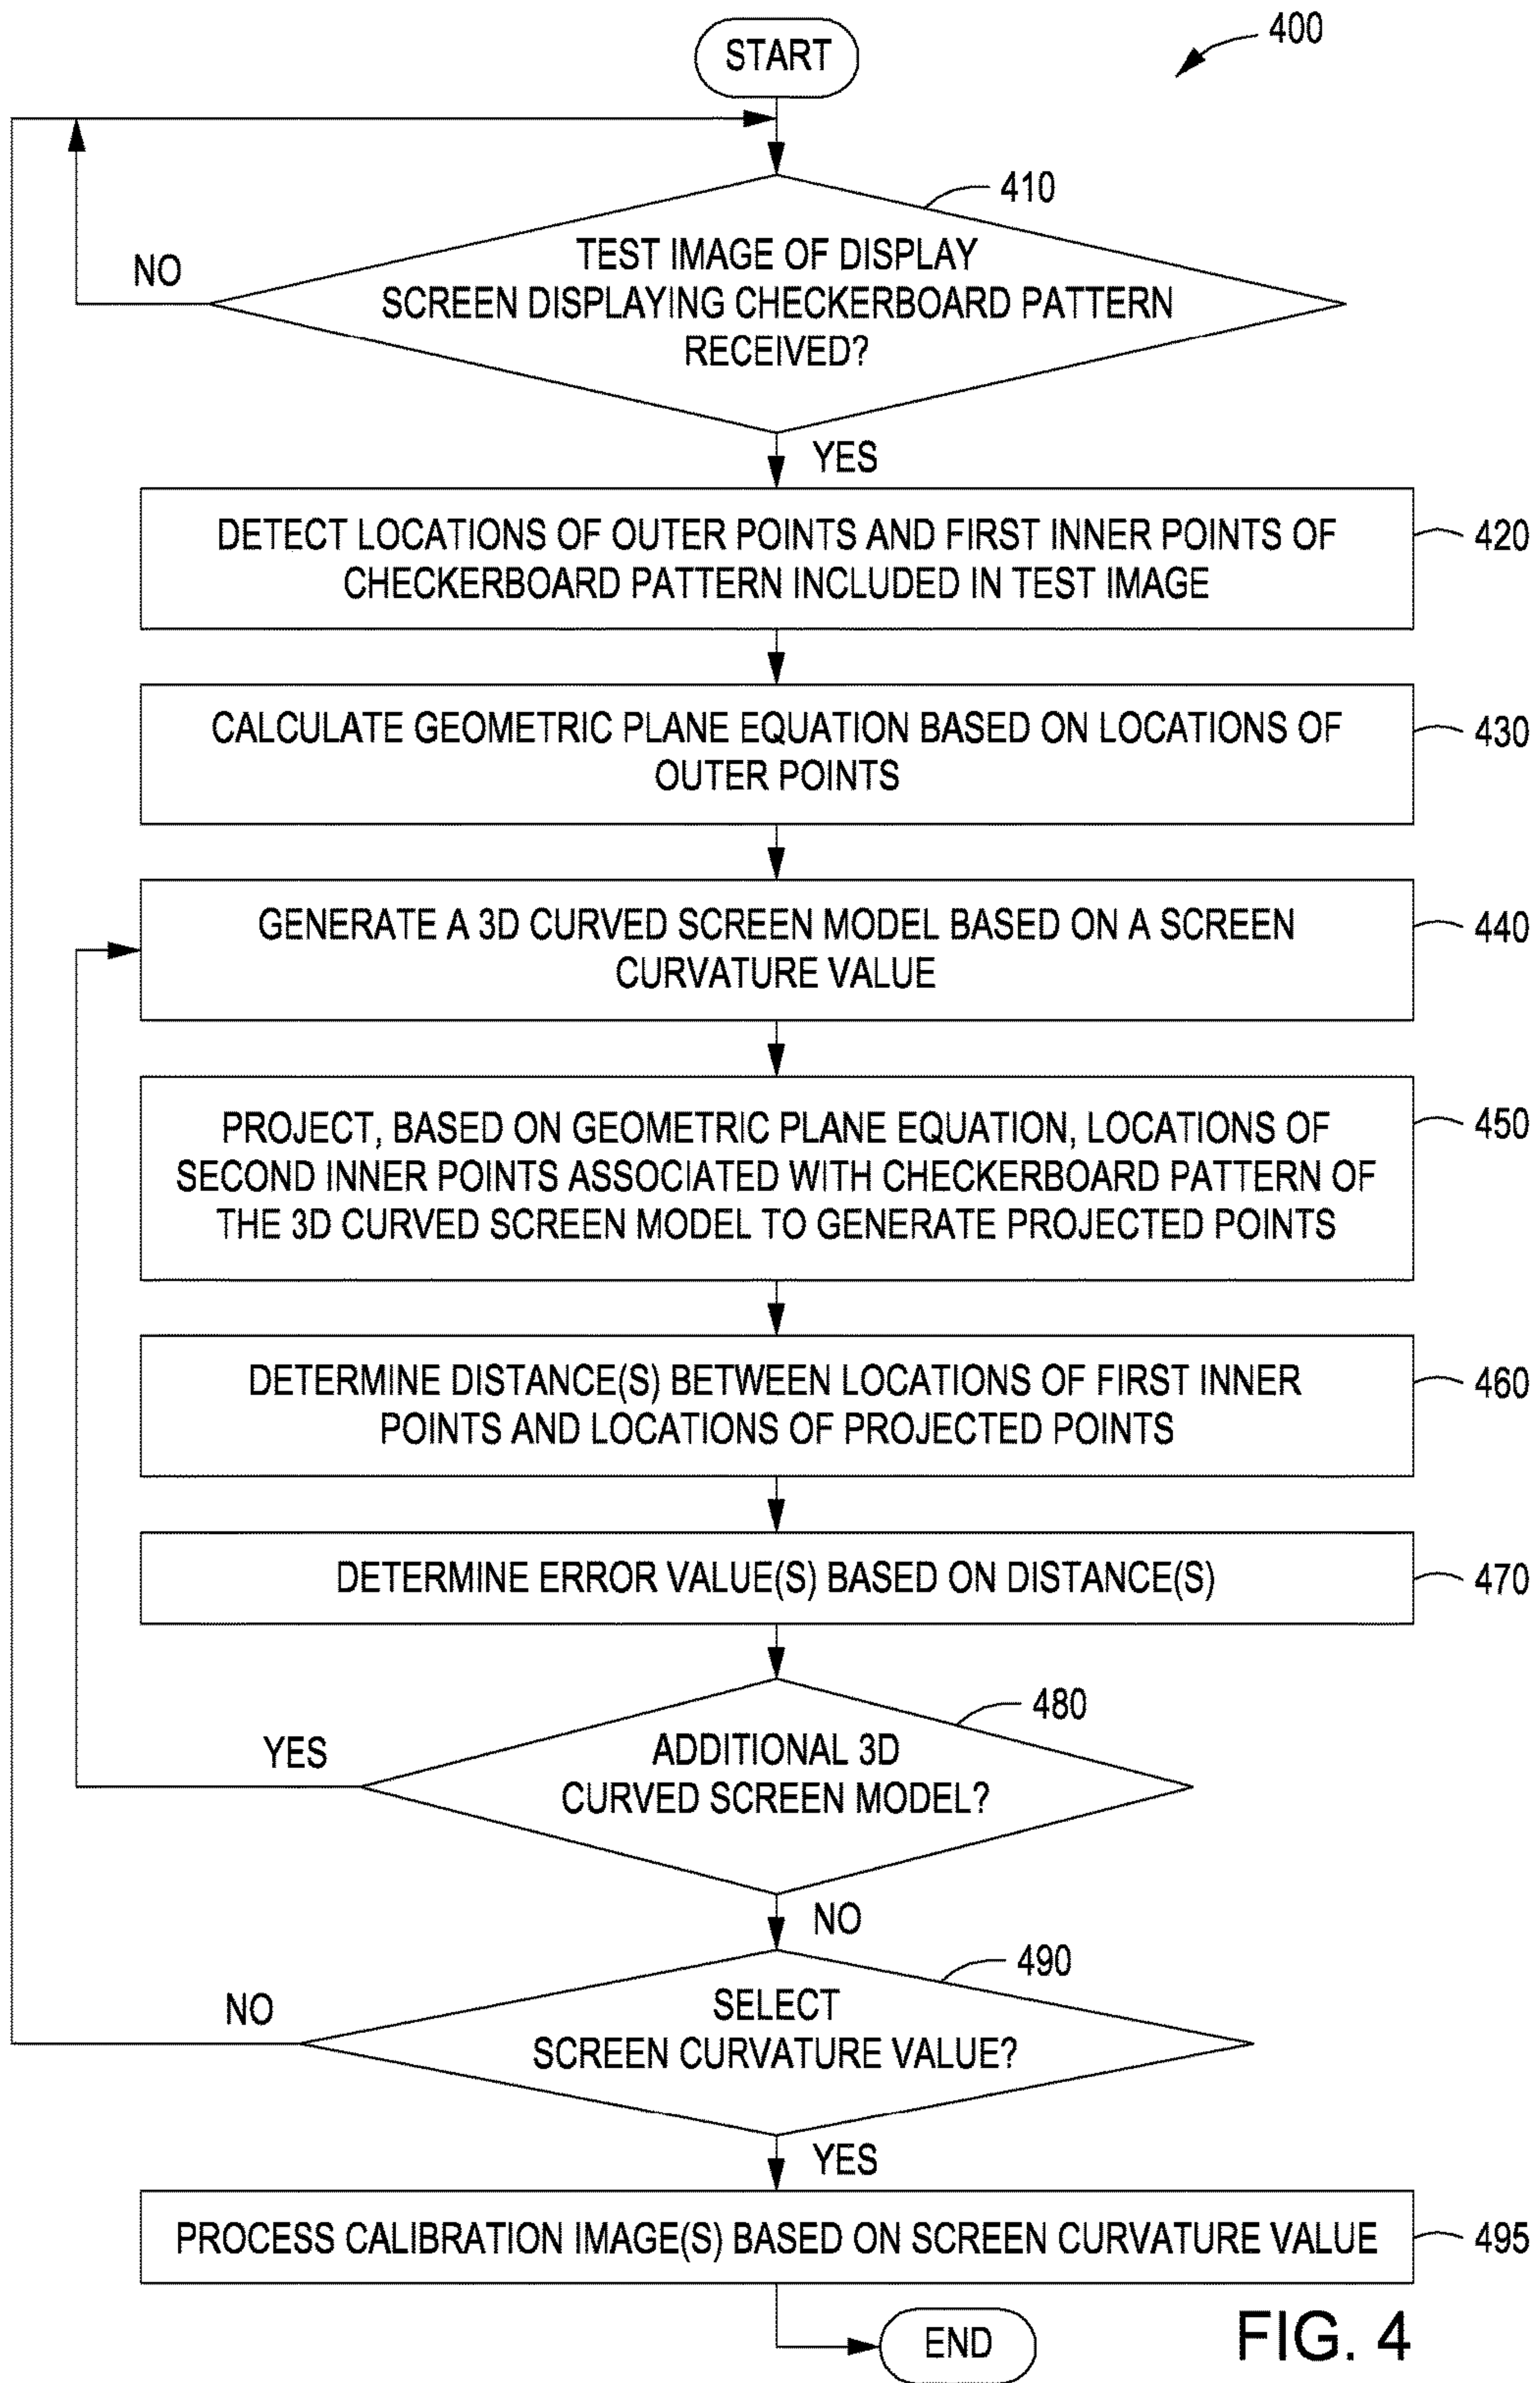 START
400
410
TEST IMAGE OF DISPLAY
SCREEN DISPLAYING CHECKERBOARD PATTERN
RECEIVED?
NO
YES
DETECT LOCATIONS OF OUTER POINTS AND FIRST INNER POINTS OF
CHECKERBOARD PATTERN INCLUDED IN TEST IMAGE
420
CALCULATE GEOMETRIC PLANE EQUATION BASED ON LOCATIONS OF
OUTER POINTS
430
GENERATE A 3D CURVED SCREEN MODEL BASED ON A SCREEN
CURVATURE VALUE
440
PROJECT, BASED ON GEOMETRIC PLANE EQUATION, LOCATIONS OF
SECOND INNER POINTS ASSOCIATED WITH CHECKERBOARD PATTERN OF
THE 3D CURVED SCREEN MODEL TO GENERATE PROJECTED POINTS
450
DETERMINE DISTANCE(S) BETWEEN LOCATIONS OF FIRST INNER
POINTS AND LOCATIONS OF PROJECTED POINTS
460
DETERMINE ERROR VALUE(S) BASED ON DISTANCE(S)
470
480
YES
ADDITIONAL 3D
CURVED SCREEN MODEL?
NO
490
NO
SELECT
SCREEN CURVATURE VALUE?
YES
PROCESS CALIBRATION IMAGE(S) BASED ON SCREEN CURVATURE VALUE
495
END
FIG. 4